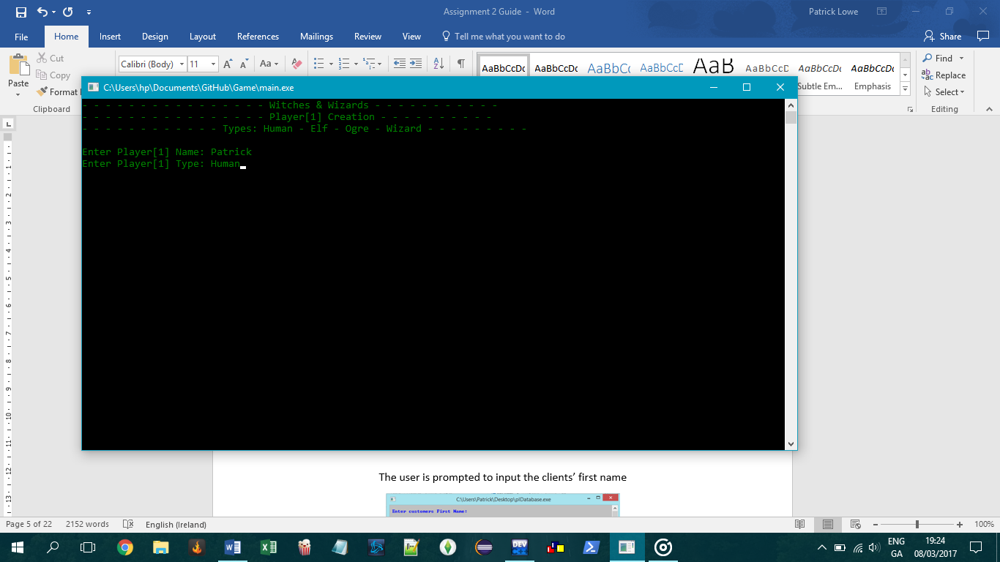 Assignment 2 Guide - Word
Patrick Lowe
File Home Insert Design Layout References Mailings Review View Tell me what you want to do Share
Cut
Copy
Format
Paste
Clipboard
Calibri (Body) 11
Aa
AaBbCcDc AaBbCcDc AaBbC AaBbCcD AaB AaBbCcD AaBbCcDc AaBbCcDc
Subtle Em... Emphasis
Find
Replace
Select
Editing
C:\Users\hp\Documents\GitHub\Game\main.exe
- - - - - - - - - - - - - - - - Witches & Wizards - - - - - - - - - - -
- - - - - - - - - - - - - - - - Player[1] Creation - - - - - - - - - -
- - - - - - - - - - - - Types: Human - Elf - Ogre - Wizard - - - - - - - - -
Enter Player[1] Name: Patrick
Enter Player[1] Type: Human
The user is prompted to input the clients’ first name
C:\Users\Patrick\Desktop\plDatabase.exe
Enter customers First Name:
Page 5 of 22 2152 words English (Ireland) 100%
ENG
GA
19:24
08/03/2017